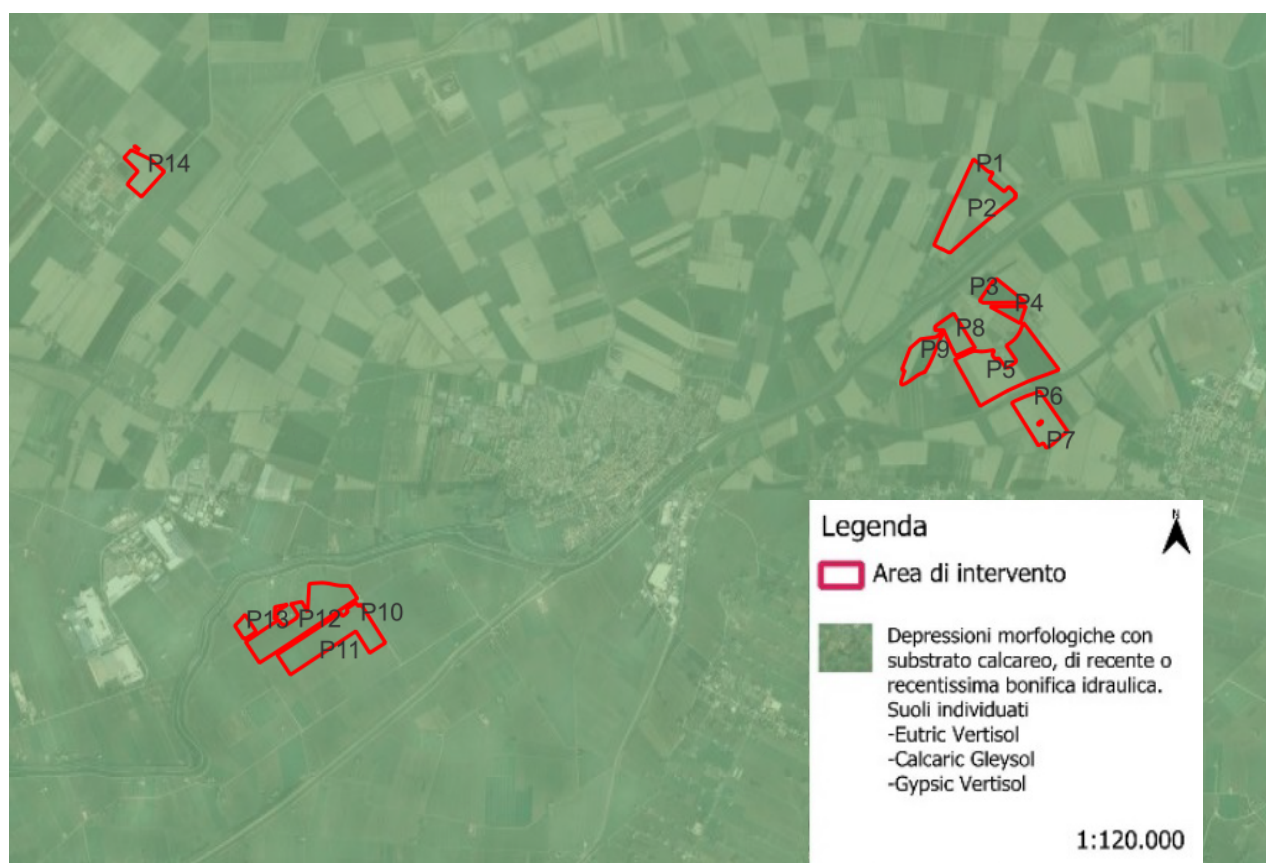 P14
P1
P2
P3
P4
P8
P9
P5
P6
P7
P13
P12
P10
P11
Legenda
N
Area di intervento
Depressioni morfologiche con
substrato calcareo, di recente o
recentissima bonifica idraulica.
Suoli individuati
-Eutric Vertisol
-Calcaric Gleysol
-Gypsic Vertisol
1:120.000